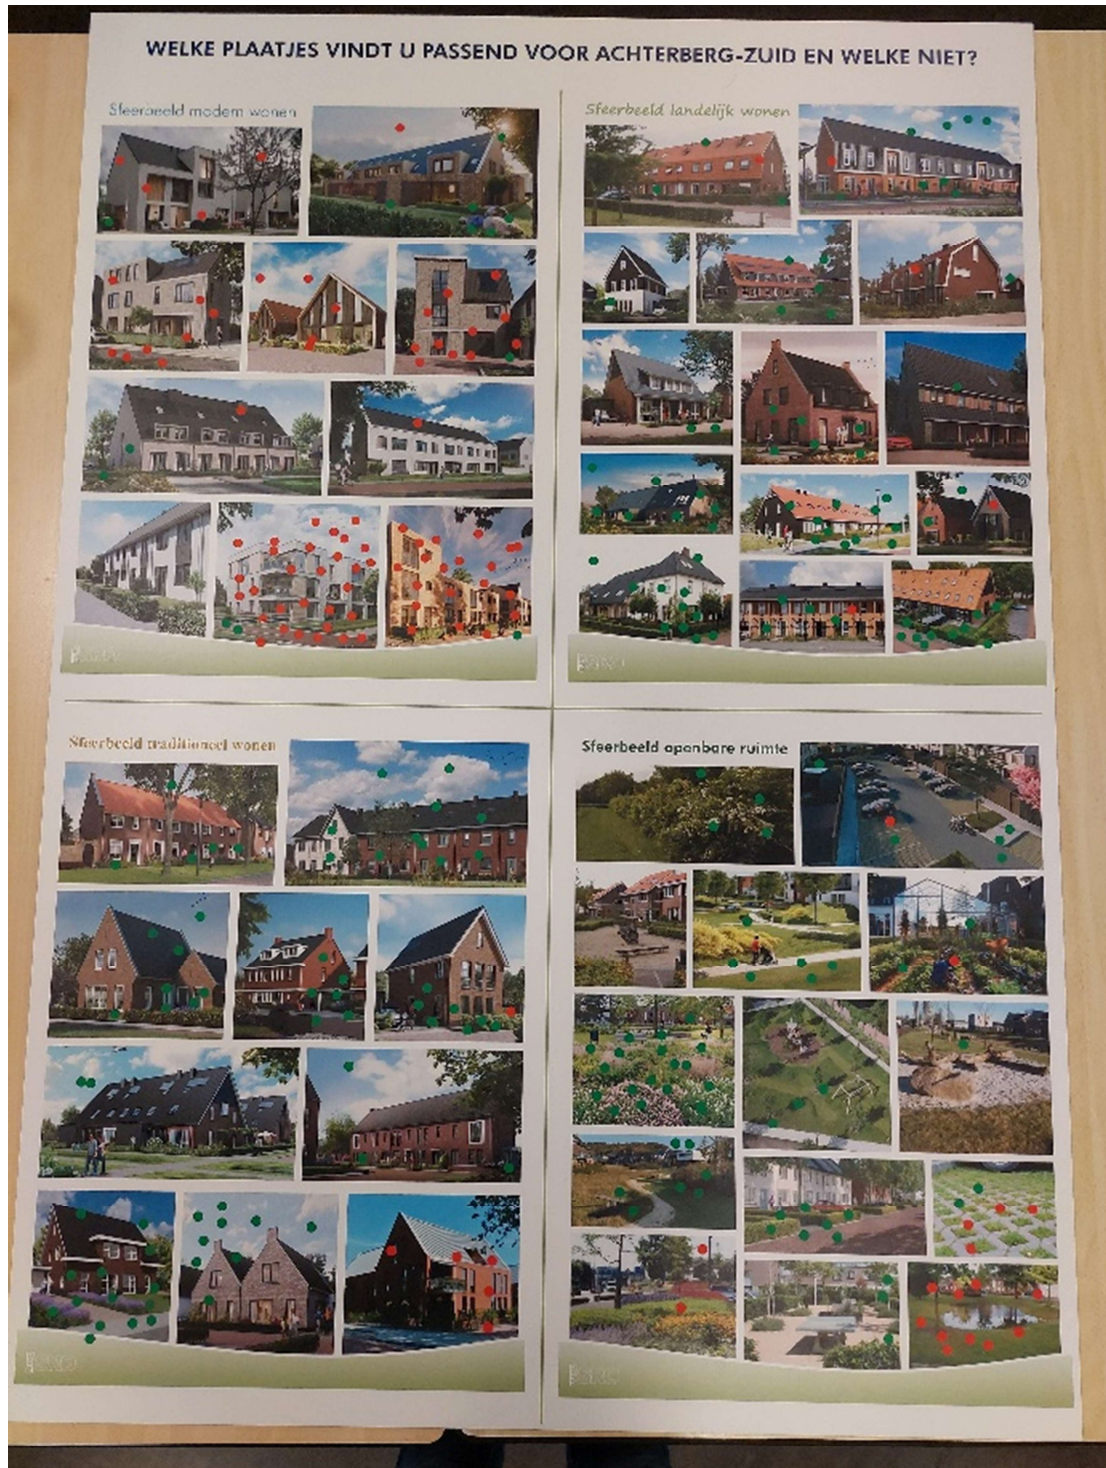 WELKE PLAATJES VINDT U PASSEND VOOR ACHTERBERG-ZUID EN WELKE NIET?
Sfeerbeeld modern wonen
Sfeerbeeld landelijk wonen
Sfeerbeeld traditioneel wonen
Sfeerbeeld openbare ruimte